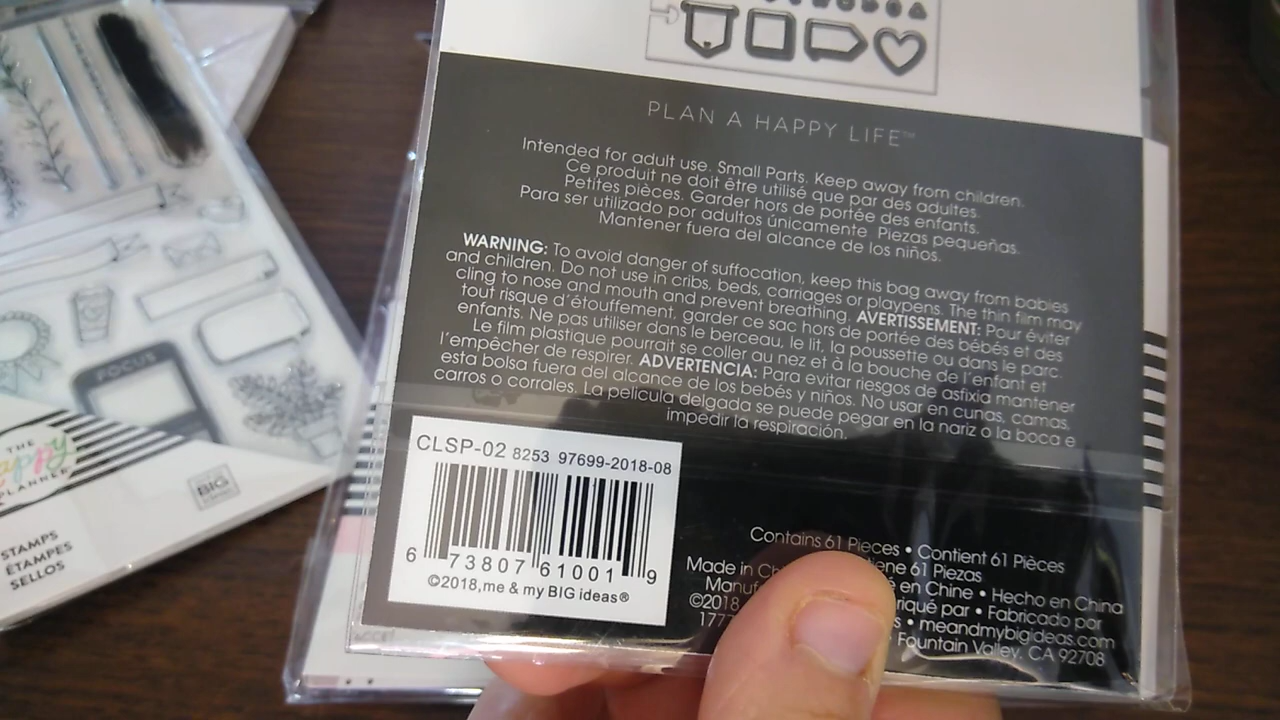 PLAN A HAPPY LIFE™
Intended for adult use. Small Parts. Keep away from children.
Ce produit ne doit être utilisé que par des adultes.
Petites pièces. Garder hors de portée des enfants.
Para ser utilizado por adultos únicamente. Piezas pequeñas.
Mantener fuera del alcance de los niños.
WARNING: To avoid danger of suffocation, keep this bag away from babies
and children. Do not use in cribs, beds, carriages or playpens. The thin film may
cling to nose and mouth and prevent breathing. AVERTISSEMENT: Pour éviter
tout risque d'étouffement, garder ce sac hors de portée des bébés et des
enfants. Ne pas utiliser dans le berceau, le lit, la poussette ou dans le parc.
Le film plastique pourrait se coller au nez et à la bouche de l'enfant et
l'empêcher de respirer. ADVERTENCIA: Para evitar riesgos de asfixia mantener
esta bolsa fuera del alcance de los bebés y niños. No usar en cunas, camas,
carros o corrales. La película delgada se puede pegar en la nariz o la boca e
impedir la respiración.
CLSP-02 8253 97699-2018-08
6 73807 61001 9
©2018, me & my BIG ideas®
Contains 61 Pieces • Contient 61 Pièces
61 Piezas
Made in
en Chine • Hecho en China
por • Fabricado por
©2018
• meandmybigideas.com
Fountain Valley, CA 92708
FOCUS
THE
happy
PLANNER
BIG
STAMPS
ÉTAMPES
SELLOS